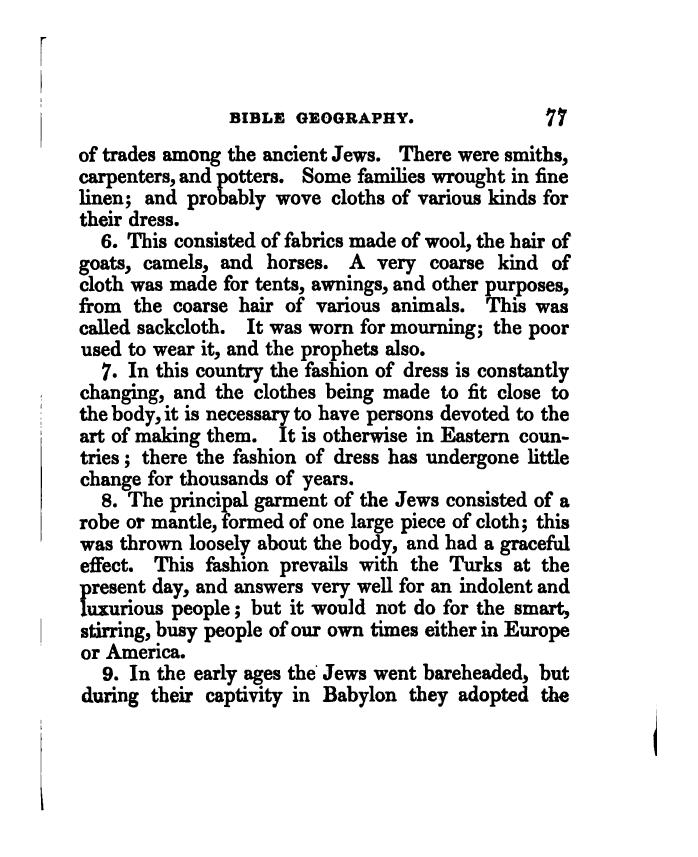 BIBLE GEOGRAPHY. 77
of trades among the ancient Jews. There were smiths,
carpenters, and potters. Some families wrought in fine
linen; and probably wove cloths of various kinds for
their dress.
6. This consisted of fabrics made of wool, the hair of
goats, camels, and horses. A very coarse kind of
cloth was made for tents, awnings, and other purposes,
from the coarse hair of various animals. This was
called sackcloth. It was worn for mourning; the poor
used to wear it, and the prophets also.
7. In this country the fashion of dress is constantly
changing, and the clothes being made to fit close to
the body, it is necessary to have persons devoted to the
art of making them. It is otherwise in Eastern coun-
tries; there the fashion of dress has undergone little
change for thousands of years.
8. The principal garment of the Jews consisted of a
robe or mantle, formed of one large piece of cloth; this
was thrown loosely about the body, and had a graceful
effect. This fashion prevails with the Turks at the
present day, and answers very well for an indolent and
luxurious people; but it would not do for the smart,
stirring, busy people of our own times either in Europe
or America.
9. In the early ages the Jews went bareheaded, but
during their captivity in Babylon they adopted the